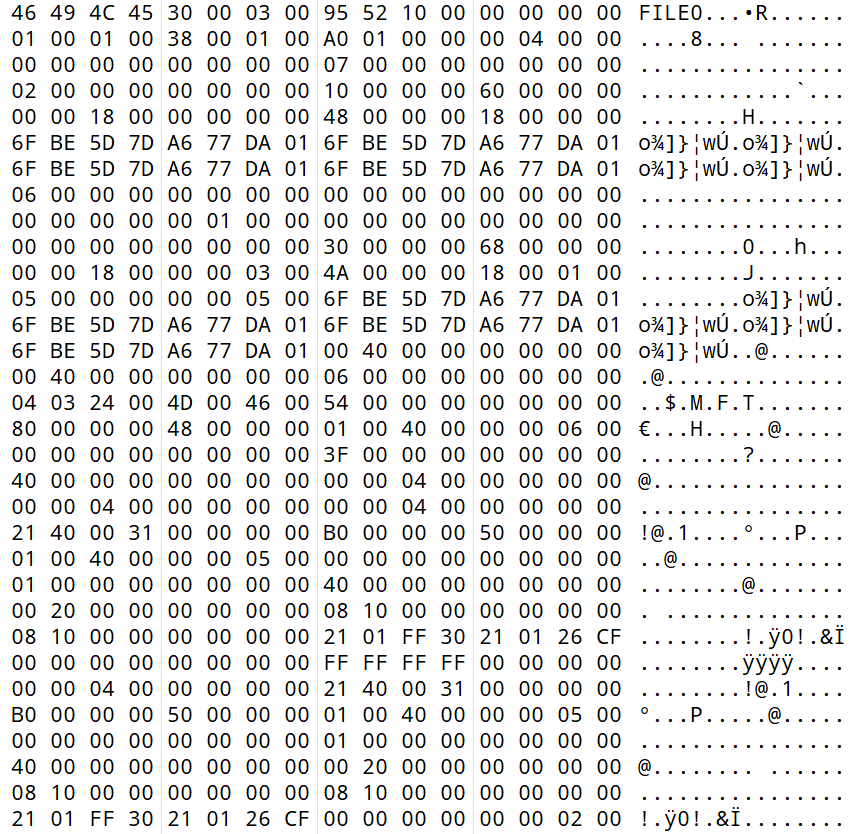 46 49 4C 45 30 00 03 00 95 52 10 00 00 00 00 00 FILE0...•R......
01 00 01 00 38 00 01 00 A0 01 00 00 00 04 00 00 ....8... .......
00 00 00 00 00 00 00 00 07 00 00 00 00 00 00 00 ................
02 00 00 00 00 00 00 00 10 00 00 00 60 00 00 00 ............`...
00 00 18 00 00 00 00 00 48 00 00 00 18 00 00 00 ........H.......
6F BE 5D 7D A6 77 DA 01 6F BE 5D 7D A6 77 DA 01 o¾]}¦wÚ.o¾]}¦wÚ.
6F BE 5D 7D A6 77 DA 01 6F BE 5D 7D A6 77 DA 01 o¾]}¦wÚ.o¾]}¦wÚ.
06 00 00 00 00 00 00 00 00 00 00 00 00 00 00 00 ................
00 00 00 00 00 01 00 00 00 00 00 00 00 00 00 00 ................
00 00 00 00 00 00 00 00 30 00 00 00 68 00 00 00 ........0...h...
00 00 18 00 00 00 03 00 4A 00 00 00 18 00 01 00 ........J.......
05 00 00 00 00 00 05 00 6F BE 5D 7D A6 77 DA 01 ........o¾]}¦wÚ.
6F BE 5D 7D A6 77 DA 01 6F BE 5D 7D A6 77 DA 01 o¾]}¦wÚ.o¾]}¦wÚ.
6F BE 5D 7D A6 77 DA 01 00 40 00 00 00 00 00 00 o¾]}¦wÚ..@......
00 40 00 00 00 00 00 00 06 00 00 00 00 00 00 00 .@..............
04 03 24 00 4D 00 46 00 54 00 00 00 00 00 00 00 ..$.M.F.T.......
80 00 00 00 48 00 00 00 01 00 40 00 00 00 06 00 €...H.....@.....
00 00 00 00 00 00 00 00 3F 00 00 00 00 00 00 00 ........?.......
40 00 00 00 00 00 00 00 00 00 04 00 00 00 00 00 @...............
00 00 04 00 00 00 00 00 00 00 04 00 00 00 00 00 ................
21 40 00 31 00 00 00 00 B0 00 00 00 50 00 00 00 !@.1....°...P...
01 00 40 00 00 00 05 00 00 00 00 00 00 00 00 00 ..@.............
01 00 00 00 00 00 00 00 40 00 00 00 00 00 00 00 ........@.......
00 20 00 00 00 00 00 00 08 10 00 00 00 00 00 00 . ..............
08 10 00 00 00 00 00 00 21 01 FF 30 21 01 26 CF ........!.ÿ0!.&Ï
00 00 00 00 00 00 00 00 FF FF FF FF 00 00 00 00 ........ÿÿÿÿ....
00 00 04 00 00 00 00 00 21 40 00 31 00 00 00 00 ........!@.1....
B0 00 00 00 50 00 00 00 01 00 40 00 00 00 05 00 °...P.....@.....
00 00 00 00 00 00 00 00 01 00 00 00 00 00 00 00 ................
40 00 00 00 00 00 00 00 00 20 00 00 00 00 00 00 @........ ......
08 10 00 00 00 00 00 00 08 10 00 00 00 00 00 00 ................
21 01 FF 30 21 01 26 CF 00 00 00 00 00 00 02 00 !.ÿ0!.&Ï........